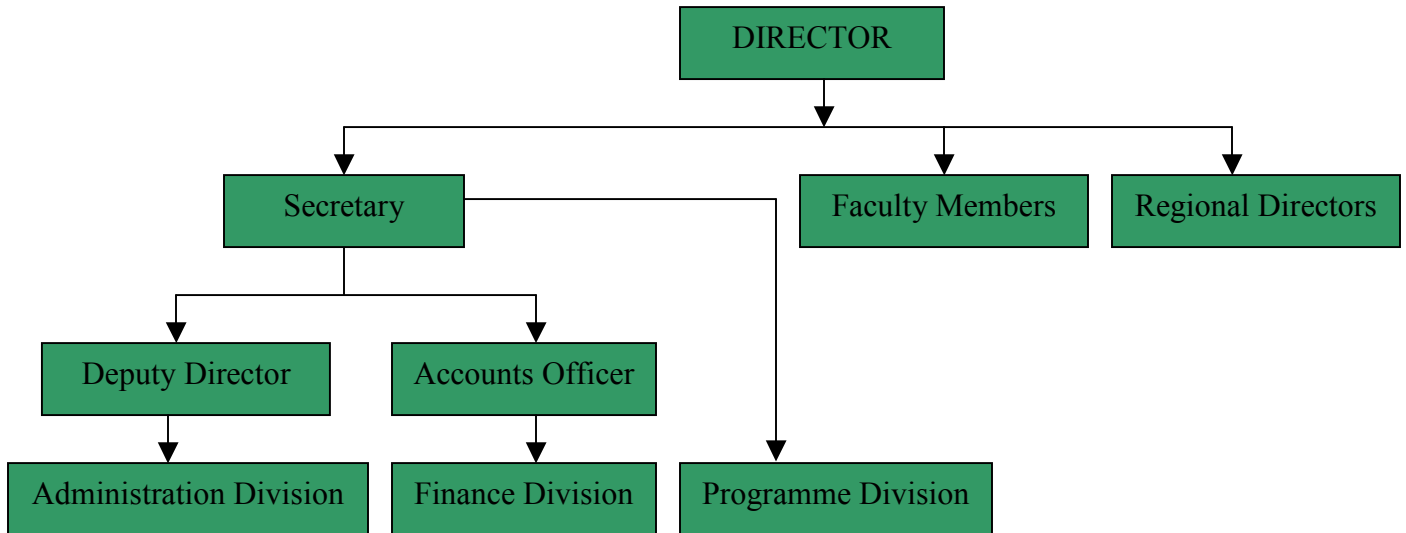 DIRECTOR
Secretary
Faculty Members
Regional Directors
Deputy Director
Accounts Officer
Administration Division
Finance Division
Programme Division